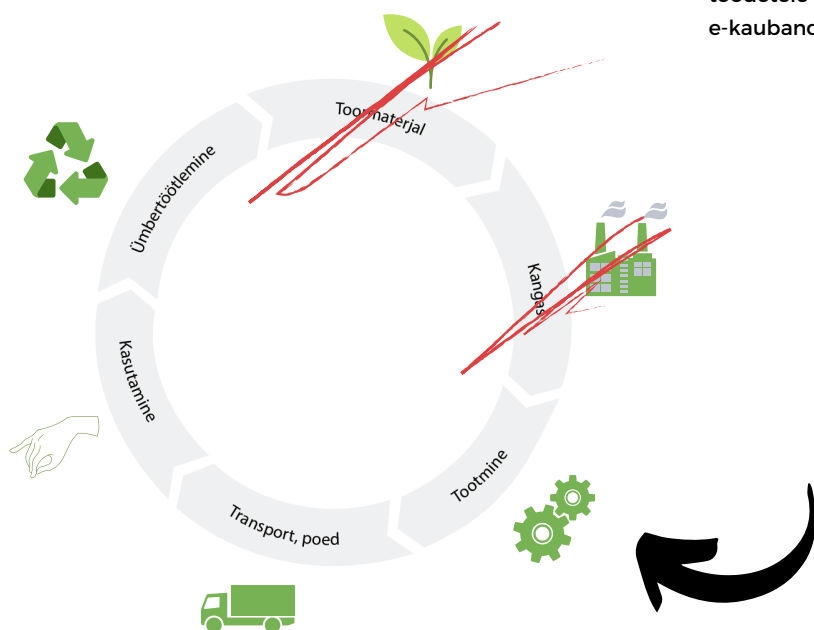 e-kauband
Toormaterjal
Kangas
Tootmine
Transport, poed
Kasutamine
Ümbertöötlemine